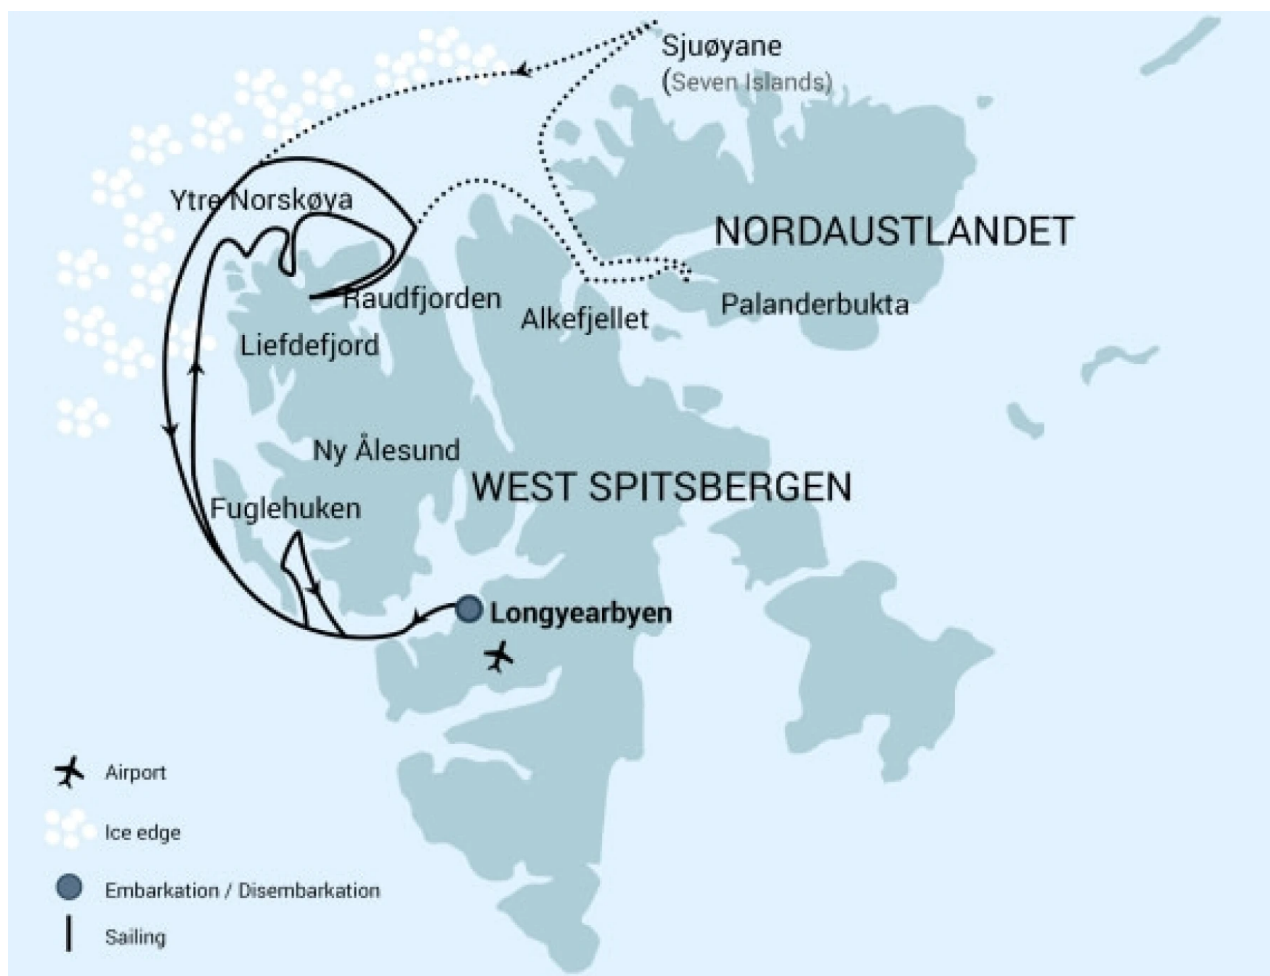 Sjuøyane
(Seven Islands)
Ytre Norskøya
NORDAUSTLANDET
Raudfjorden
Alkefjellet
Palanderbukta
Liefdefjord
Ny Ålesund
WEST SPITSBERGEN
Fuglehuken
Longyearbyen
Airport
Ice edge
Embarkation / Disembarkation
Sailing